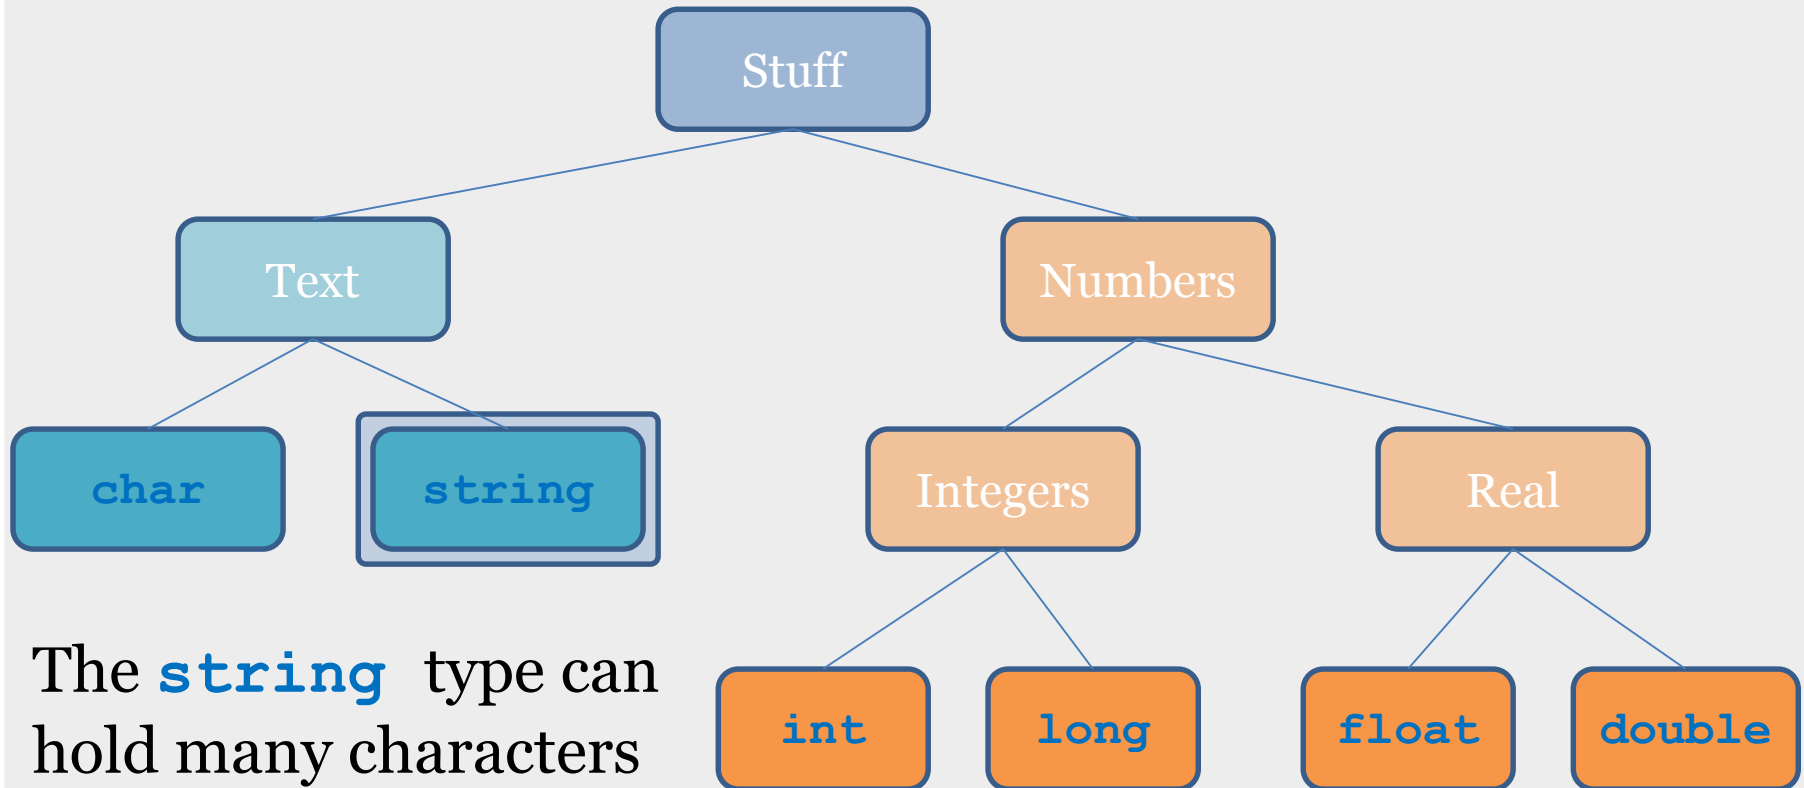 Stuff
Text
Numbers
char
string
Integers
Real
The string type can
hold many characters
int
long
float
double